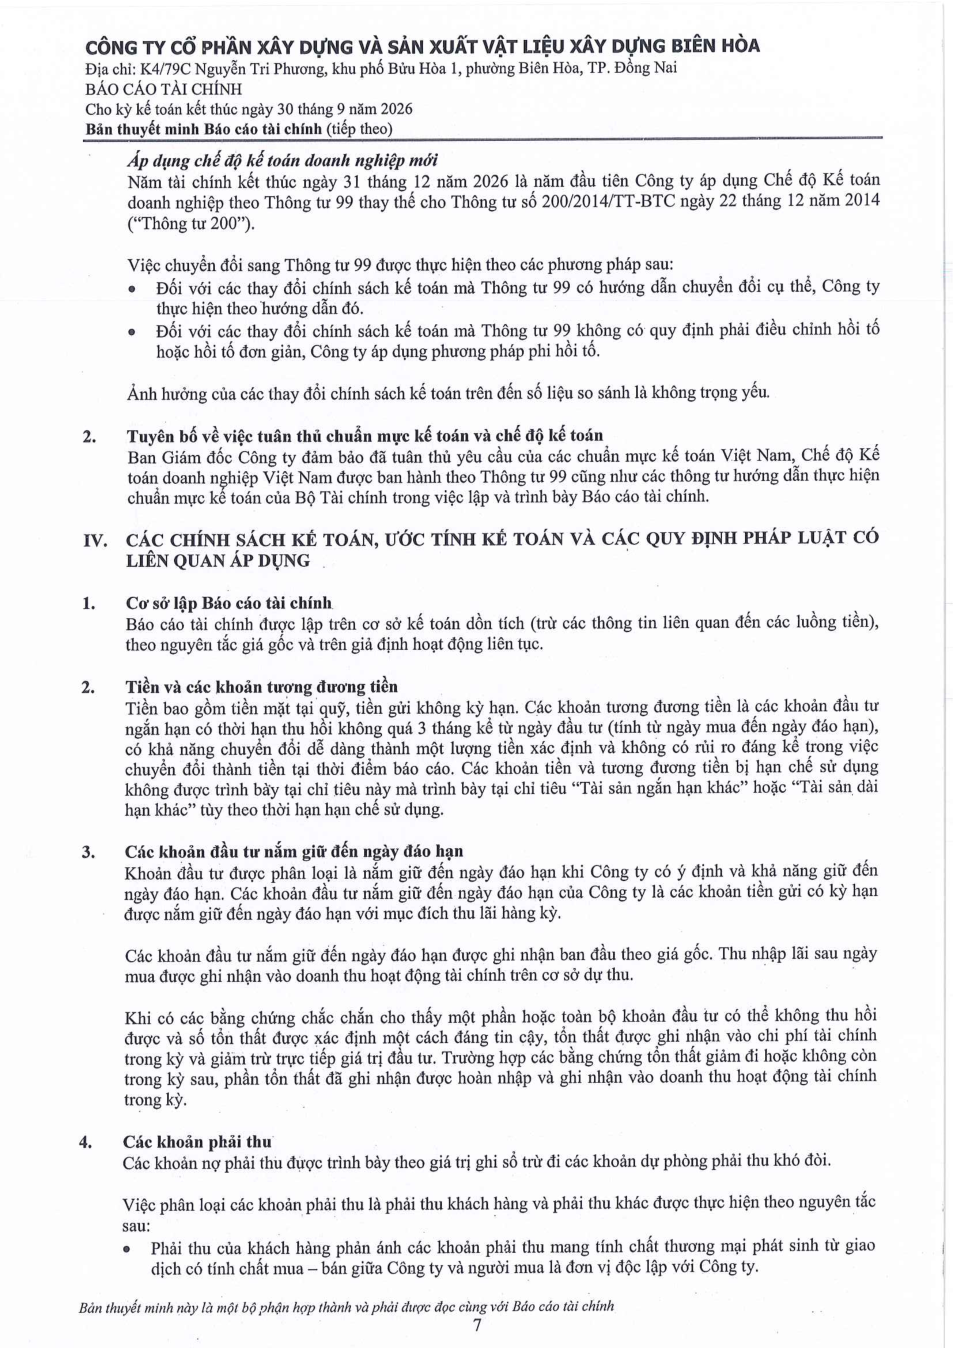 CÔNG TY CỔ PHẦN XÂY DỰNG VÀ SẢN XUẤT VẬT LIỆU XÂY DỰNG BIÊN HÒA
Địa chỉ: K4/79C Nguyễn Tri Phương, khu phố Bửu Hòa 1, phường Biên Hòa, TP. Đồng Nai
BÁO CÁO TÀI CHÍNH
Cho kỳ kế toán kết thúc ngày 30 tháng 9 năm 2026
Bản thuyết minh Báo cáo tài chính (tiếp theo)
Áp dụng chế độ kế toán doanh nghiệp mới
Năm tài chính kết thúc ngày 31 tháng 12 năm 2026 là năm đầu tiên Công ty áp dụng Chế độ Kế toán
doanh nghiệp theo Thông tư 99 thay thế cho Thông tư số 200/2014/TT-BTC ngày 22 tháng 12 năm 2014
(“Thông tư 200”).
Việc chuyển đổi sang Thông tư 99 được thực hiện theo các phương pháp sau:
• Đối với các thay đổi chính sách kế toán mà Thông tư 99 có hướng dẫn chuyển đổi cụ thể, Công ty
thực hiện theo hướng dẫn đó.
• Đối với các thay đổi chính sách kế toán mà Thông tư 99 không có quy định phải điều chỉnh hồi tố
hoặc hồi tố đơn giản, Công ty áp dụng phương pháp phi hồi tố.
Ảnh hưởng của các thay đổi chính sách kế toán trên đến số liệu so sánh là không trọng yếu.
2. Tuyên bố về việc tuân thủ chuẩn mực kế toán và chế độ kế toán
Ban Giám đốc Công ty đảm bảo đã tuân thủ yêu cầu của các chuẩn mực kế toán Việt Nam, Chế độ Kế
toán doanh nghiệp Việt Nam được ban hành theo Thông tư 99 cũng như các thông tư hướng dẫn thực hiện
chuẩn mực kế toán của Bộ Tài chính trong việc lập và trình bày Báo cáo tài chính.
IV. CÁC CHÍNH SÁCH KẾ TOÁN, ƯỚC TÍNH KẾ TOÁN VÀ CÁC QUY ĐỊNH PHÁP LUẬT CÓ
LIÊN QUAN ÁP DỤNG
1. Cơ sở lập Báo cáo tài chính
Báo cáo tài chính được lập trên cơ sở kế toán dồn tích (trừ các thông tin liên quan đến các luồng tiền),
theo nguyên tắc giá gốc và trên giả định hoạt động liên tục.
2. Tiền và các khoản tương đương tiền
Tiền bao gồm tiền mặt tại quỹ, tiền gửi không kỳ hạn. Các khoản tương đương tiền là các khoản đầu tư
ngắn hạn có thời hạn thu hồi không quá 3 tháng kể từ ngày đầu tư (tính từ ngày mua đến ngày đáo hạn),
có khả năng chuyển đổi dễ dàng thành một lượng tiền xác định và không có rủi ro đáng kể trong việc
chuyển đổi thành tiền tại thời điểm báo cáo. Các khoản tiền và tương đương tiền bị hạn chế sử dụng
không được trình bày tại chỉ tiêu này mà trình bày tại chỉ tiêu “Tài sản ngắn hạn khác” hoặc “Tài sản dài
hạn khác” tùy theo thời hạn hạn chế sử dụng.
3. Các khoản đầu tư nắm giữ đến ngày đáo hạn
Khoản đầu tư được phân loại là nắm giữ đến ngày đáo hạn khi Công ty có ý định và khả năng giữ đến
ngày đáo hạn. Các khoản đầu tư nắm giữ đến ngày đáo hạn của Công ty là các khoản tiền gửi có kỳ hạn
được nắm giữ đến ngày đáo hạn với mục đích thu lãi hàng kỳ.
Các khoản đầu tư nắm giữ đến ngày đáo hạn được ghi nhận ban đầu theo giá gốc. Thu nhập lãi sau ngày
mua được ghi nhận vào doanh thu hoạt động tài chính trên cơ sở dự thu.
Khi có các bằng chứng chắc chắn cho thấy một phần hoặc toàn bộ khoản đầu tư có thể không thu hồi
được và số tổn thất được xác định một cách đáng tin cậy, tổn thất được ghi nhận vào chi phí tài chính
trong kỳ và giảm trừ trực tiếp giá trị đầu tư. Trường hợp các bằng chứng tổn thất giảm đi hoặc không còn
trong kỳ sau, phần tổn thất đã ghi nhận được hoàn nhập và ghi nhận vào doanh thu hoạt động tài chính
trong kỳ.
4. Các khoản phải thu
Các khoản nợ phải thu được trình bày theo giá trị ghi sổ trừ đi các khoản dự phòng phải thu khó đòi.
Việc phân loại các khoản phải thu là phải thu khách hàng và phải thu khác được thực hiện theo nguyên tắc
sau:
• Phải thu của khách hàng phản ánh các khoản phải thu mang tính chất thương mại phát sinh từ giao
dịch có tính chất mua – bán giữa Công ty và người mua là đơn vị độc lập với Công ty.
Bản thuyết minh này là một bộ phận hợp thành và phải được đọc cùng với Báo cáo tài chính
7